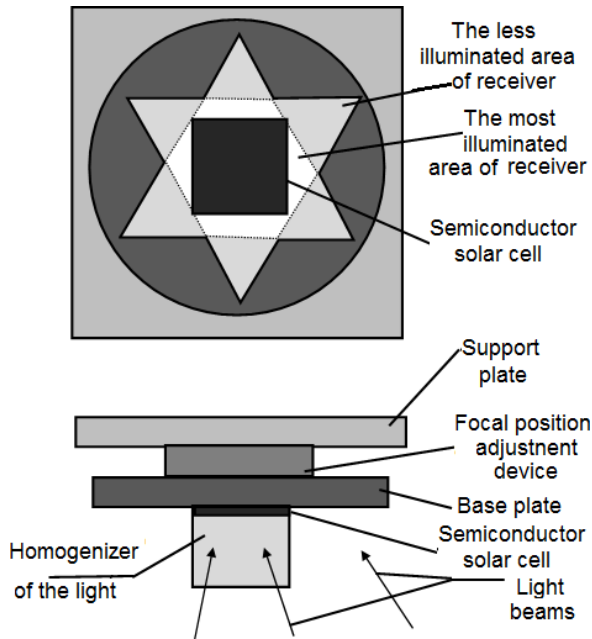 The less
illuminated area
of receiver
The most
illuminated
area of receiver
Semiconductor
solar cell
Support
plate
Focal position
adjustnent
device
Base plate
Semiconductor
solar cell
Homogenizer
of the light
Light
beams